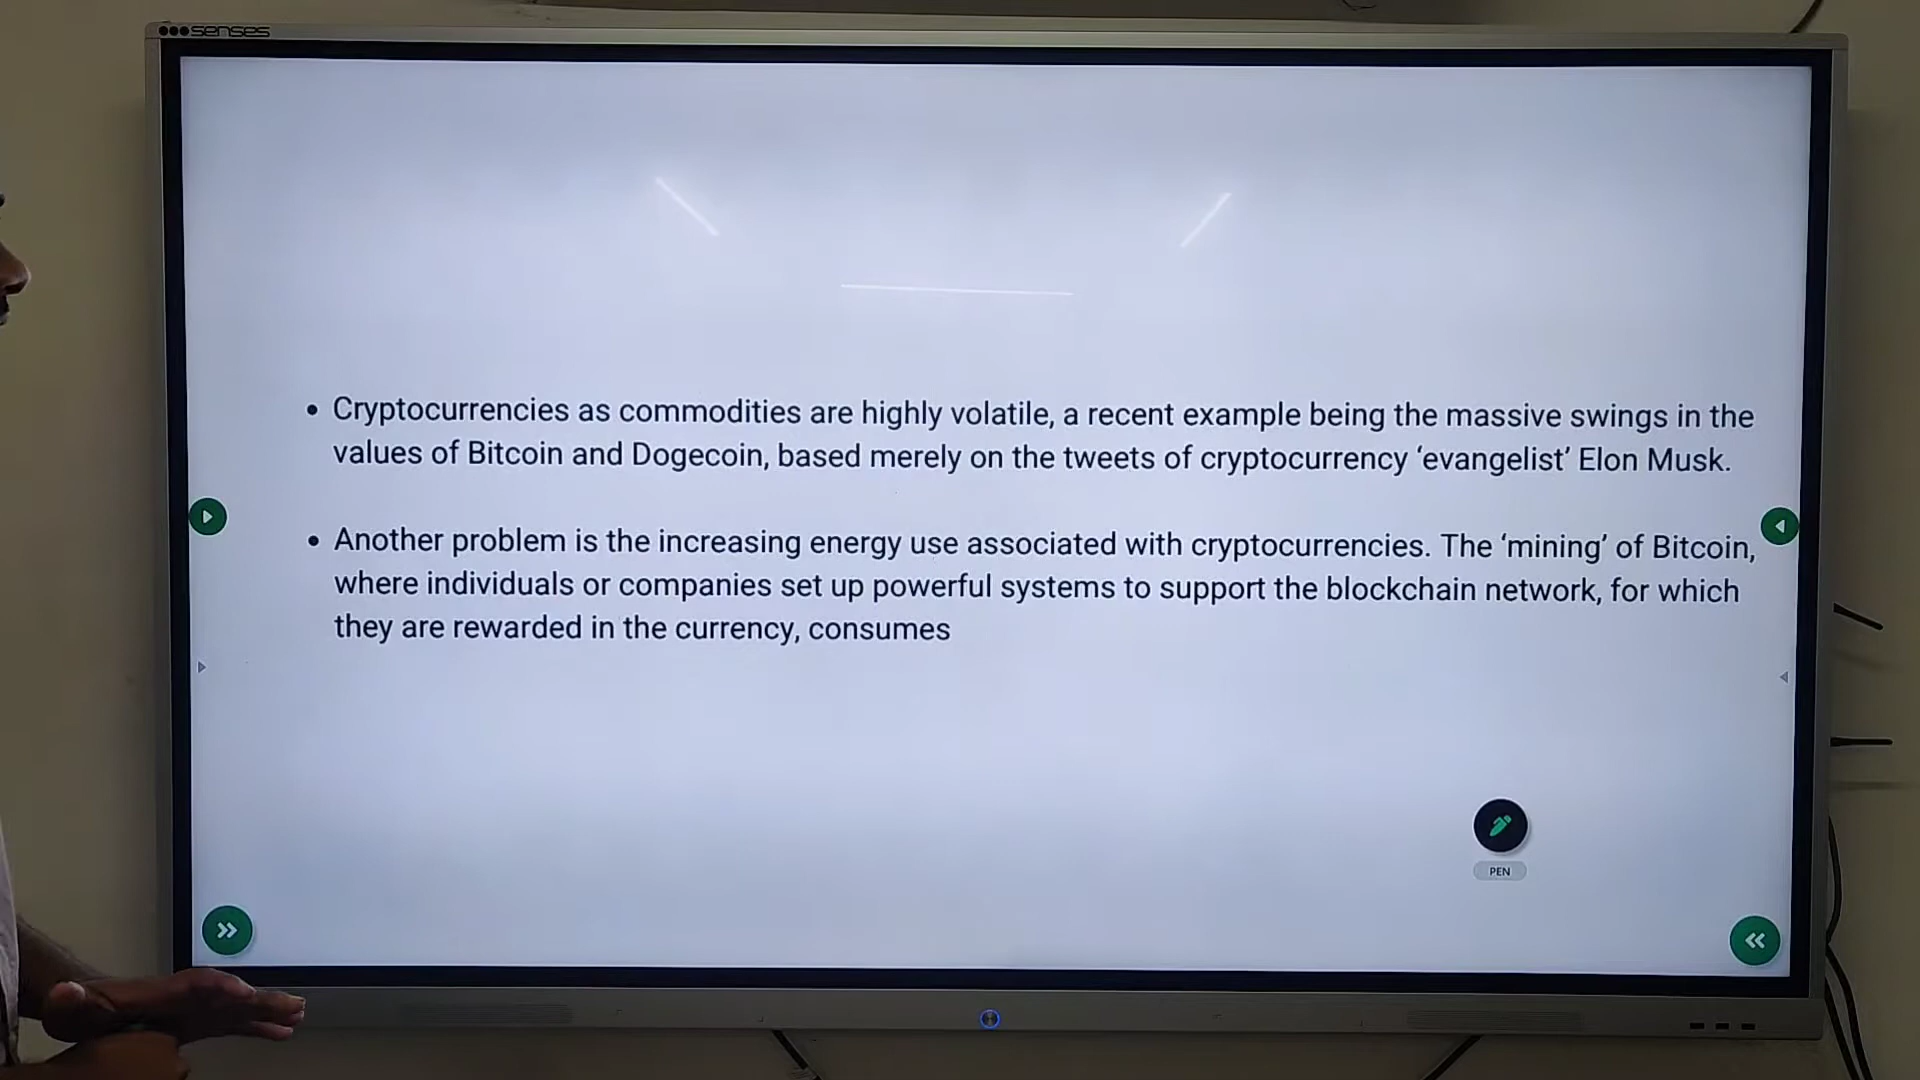 senses
• Cryptocurrencies as commodities are highly volatile, a recent example being the massive swings in the
values of Bitcoin and Dogecoin, based merely on the tweets of cryptocurrency ‘evangelist’ Elon Musk.
• Another problem is the increasing energy use associated with cryptocurrencies. The ‘mining’ of Bitcoin,
where individuals or companies set up powerful systems to support the blockchain network, for which
they are rewarded in the currency, consumes
PEN